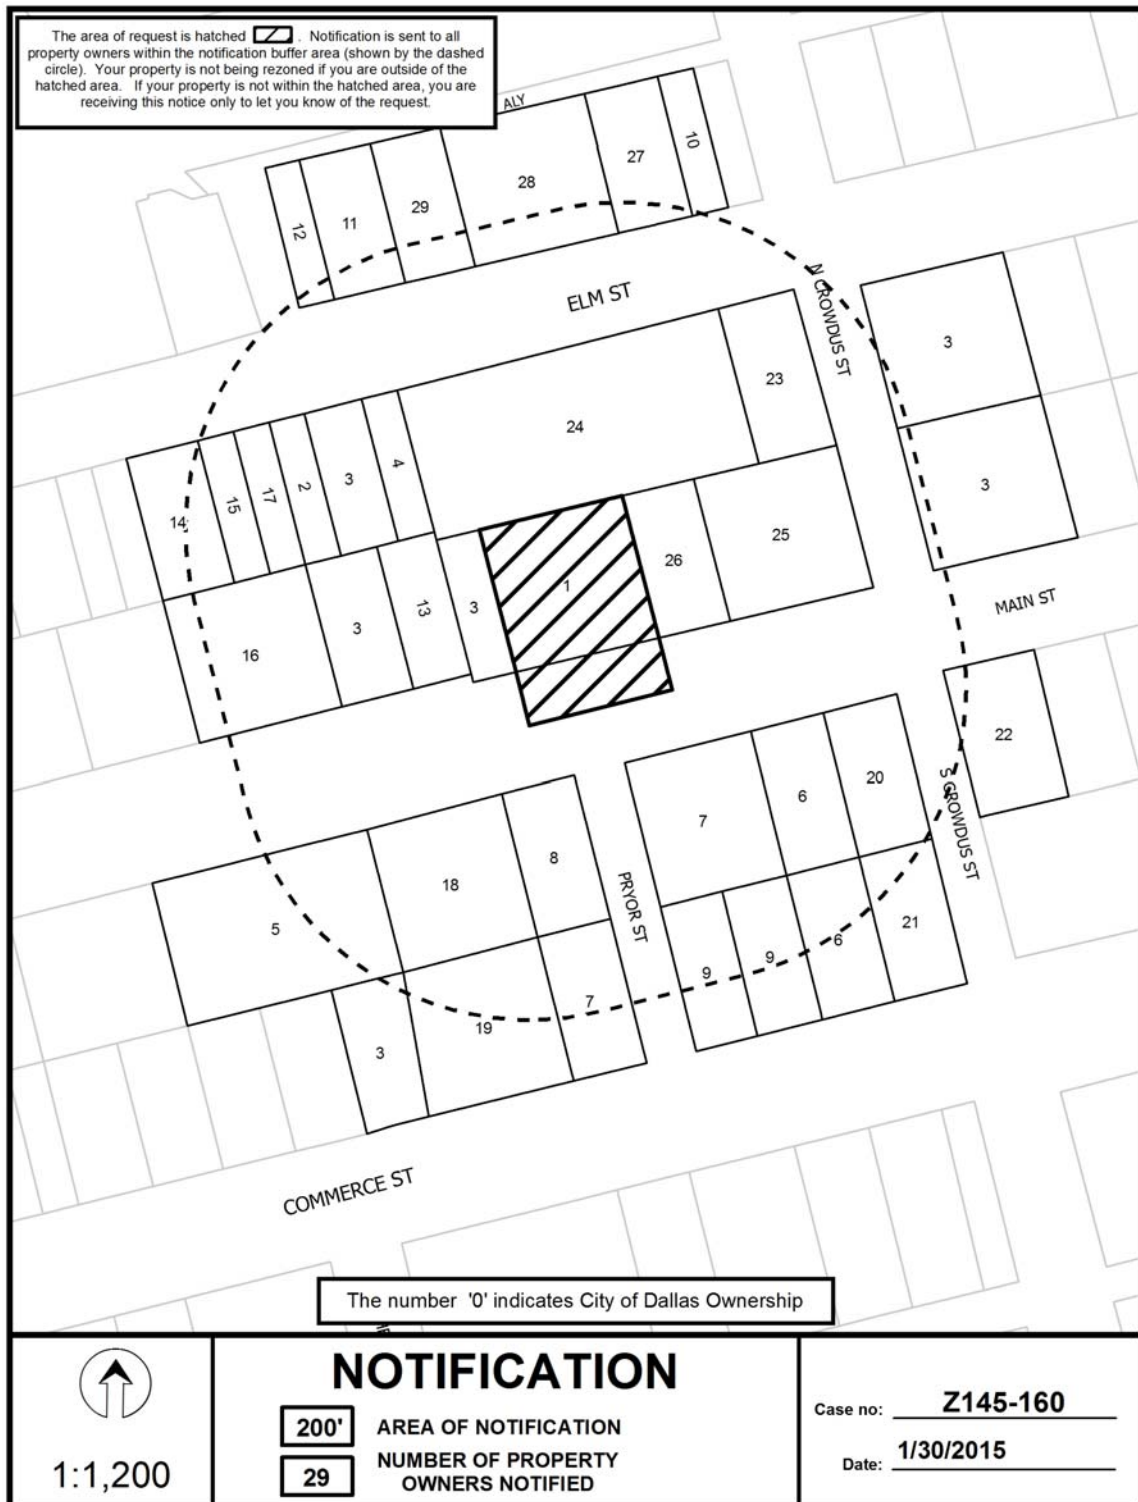 The area of request is hatched . Notification is sent to all
property owners within the notification buffer area (shown by the dashed
circle). Your property is not being rezoned if you are outside of the
hatched area. If your property is not within the hatched area, you are
receiving this notice only to let you know of the request.
ALY
10
27
28
29
11
12
ELM ST
N CROWDUS ST
3
23
24
4
3
2
17
15
14
3
25
26
1
3
13
3
16
MAIN ST
22
20
6
7
S CROWDUS ST
8
18
5
PRYOR ST
21
6
9
9
7
19
3
COMMERCE ST
The number '0' indicates City of Dallas Ownership
1:1,200
NOTIFICATION
200' AREA OF NOTIFICATION
29 NUMBER OF PROPERTY
OWNERS NOTIFIED
Case no: Z145-160
Date: 1/30/2015